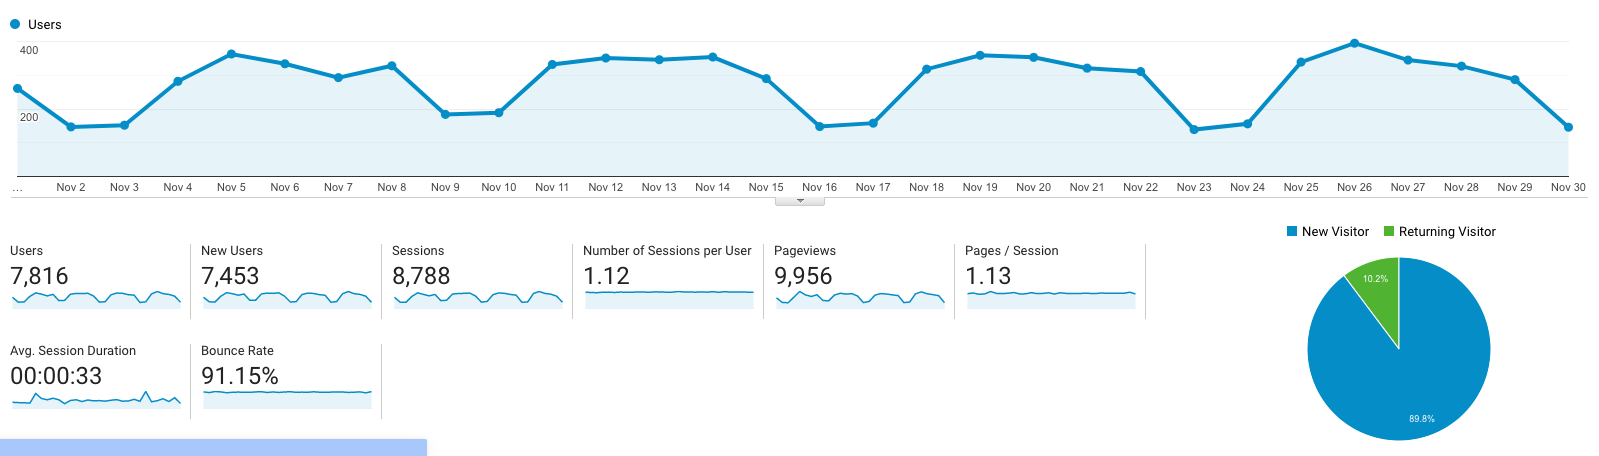 Users
400
200
... Nov 2 Nov 3 Nov 4 Nov 5 Nov 6 Nov 7 Nov 8 Nov 9 Nov 10 Nov 11 Nov 12 Nov 13 Nov 14 Nov 15 Nov 16 Nov 17 Nov 18 Nov 19 Nov 20 Nov 21 Nov 22 Nov 23 Nov 24 Nov 25 Nov 26 Nov 27 Nov 28 Nov 29 Nov 30
New Visitor Returning Visitor
Users New Users Sessions Number of Sessions per User Pageviews Pages / Session
7,816 7,453 8,788 1.12 9,956 1.13
10.2%
Avg. Session Duration Bounce Rate
00:00:33 91.15%
89.8%